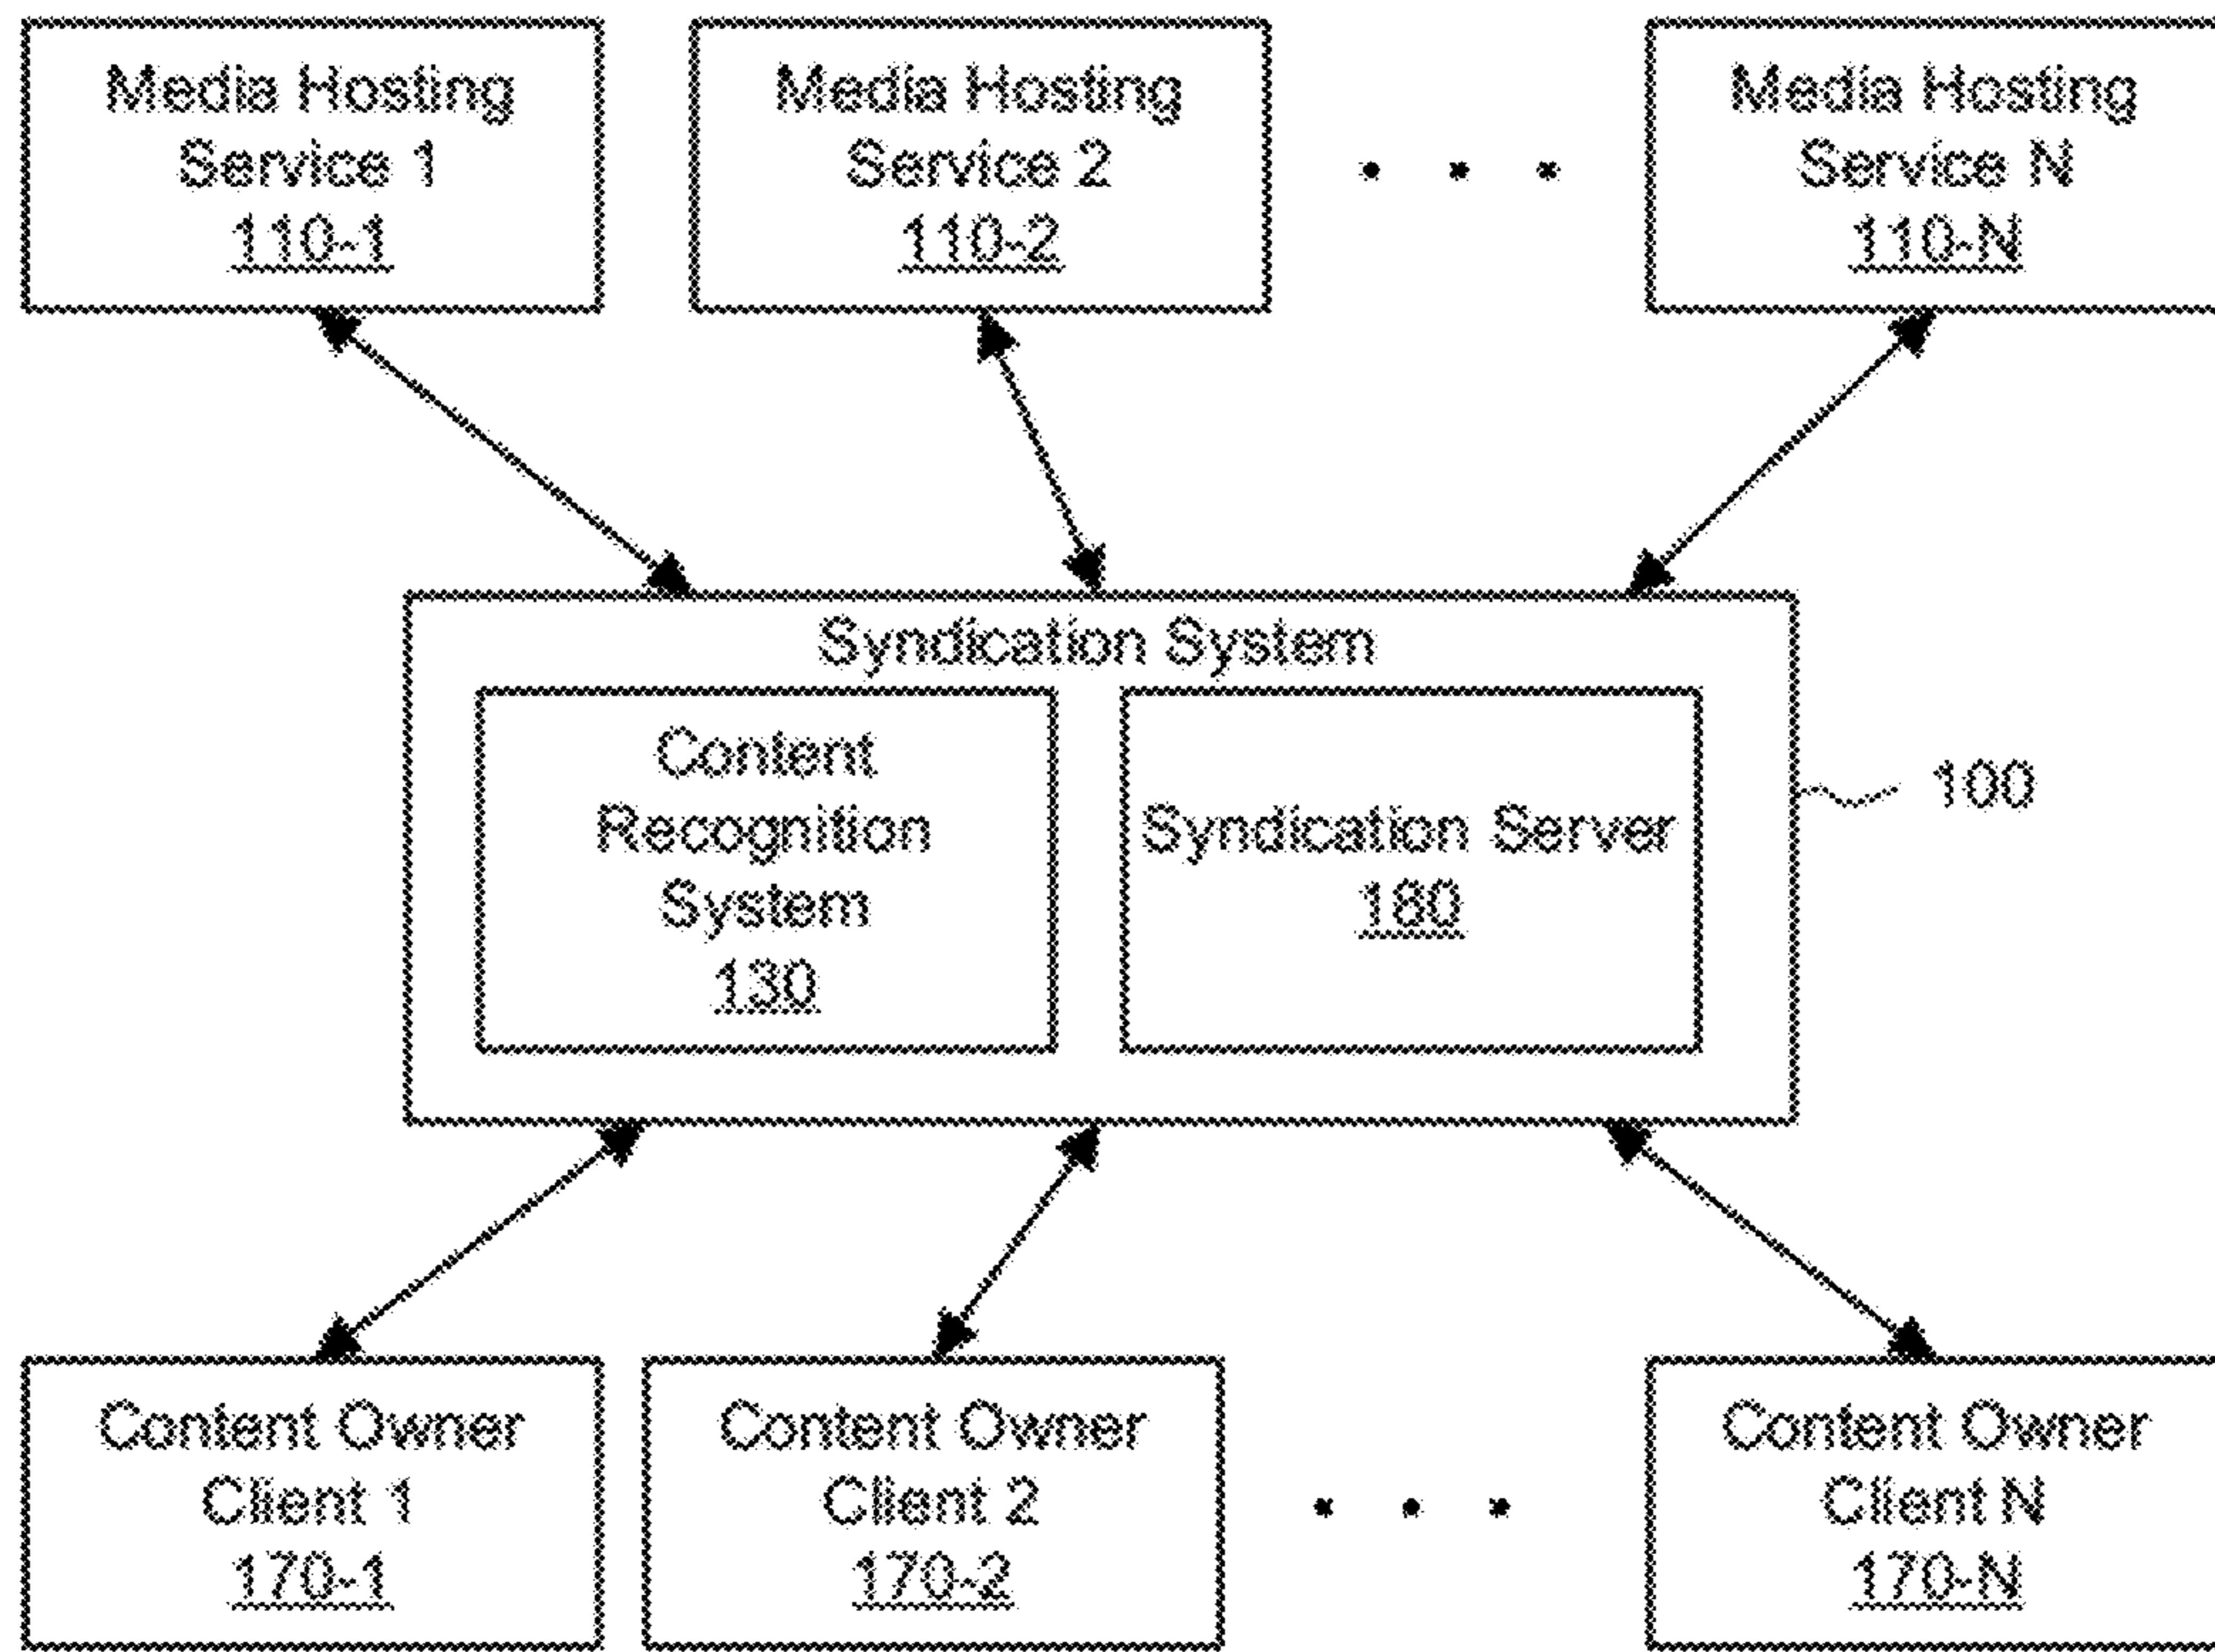 Media Hosting
Service 1
110-1
Media Hosting
Service 2
110-2
Media Hosting
Service N
110-N
Syndication System
Content
Recognition
System
130
Syndication Server
180
100
Content Owner
Client 1
170-1
Content Owner
Client 2
170-2
Content Owner
Client N
170-N